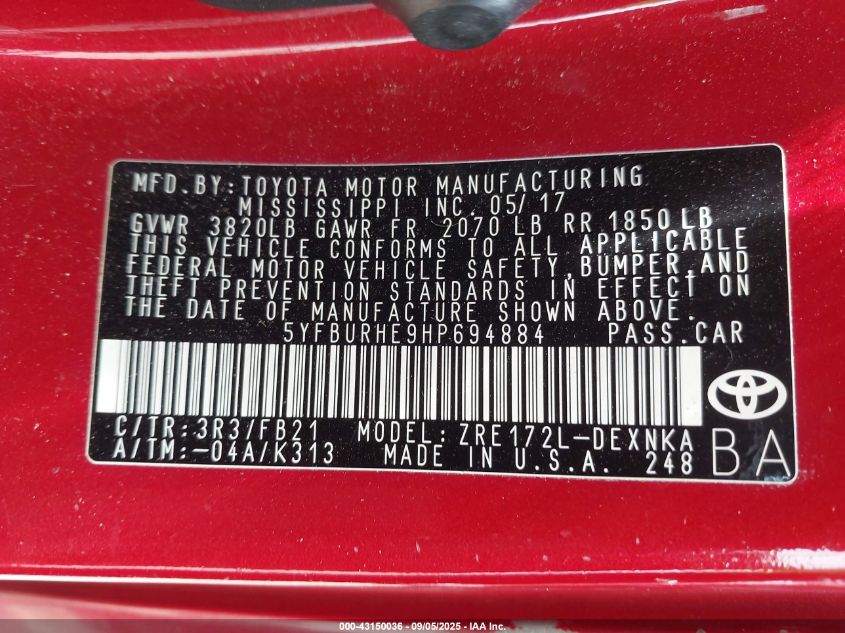 MFD.BY:TOYOTA MOTOR MANUFACTURING
MISSISSIPPI INC. 05/17
GVWR 3820LB GAWR FR 2070 LB RR 1850 LB
THIS VEHICLE CONFORMS TO ALL APPLICABLE
FEDERAL MOTOR VEHICLE SAFETY,BUMPER,AND
THEFT PREVENTION STANDARDS IN EFFECT ON
THE DATE OF MANUFACTURE SHOWN ABOVE.
5YFBURHE9HP694884 PASS.CAR
C/TR:3R3/FB21 MODEL:ZRE172L-DEXNKA
A/TM:-04A/K313 MADE IN U.S.A. 248
BA
000-43150036 - 09/05/2025 - IAA Inc.